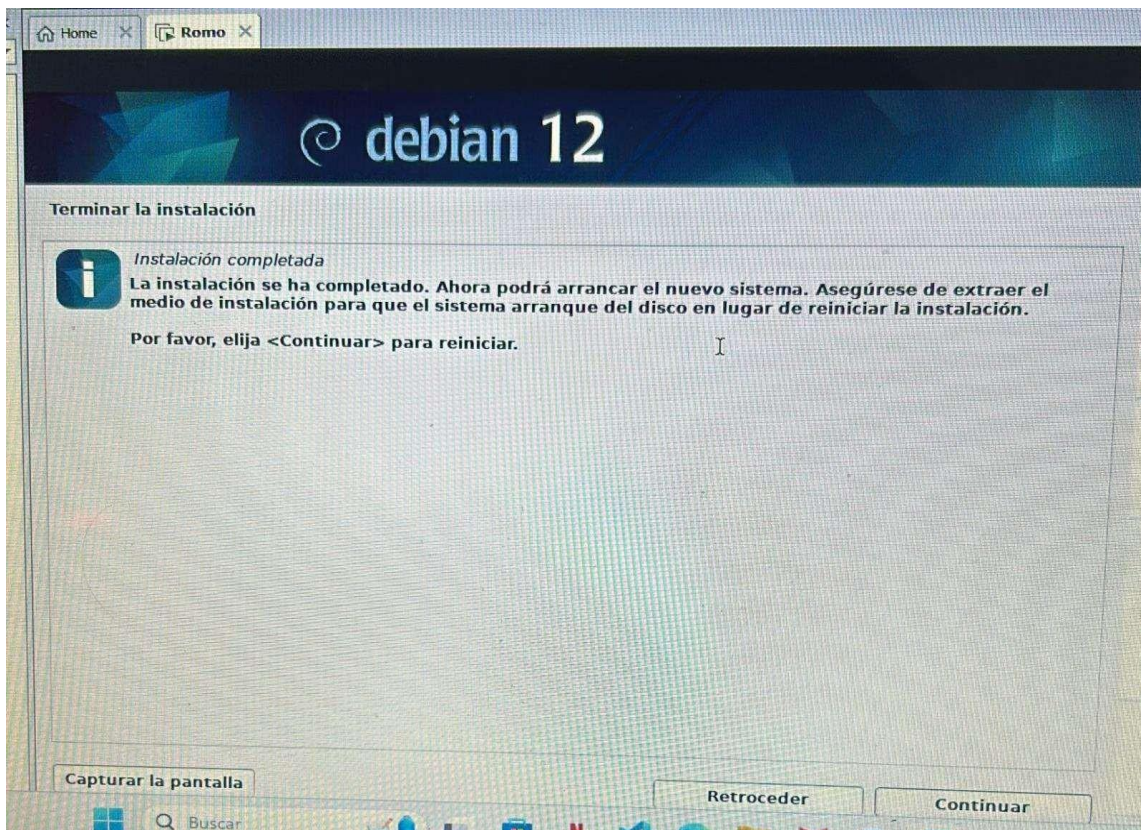 Home
Romo
debian 12
Terminar la instalación
Instalación completada
La instalación se ha completado. Ahora podrá arrancar el nuevo sistema. Asegúrese de extraer el
medio de instalación para que el sistema arranque del disco en lugar de reiniciar la instalación.
Por favor, elija <Continuar> para reiniciar.
Capturar la pantalla
Retroceder
Continuar
Buscar